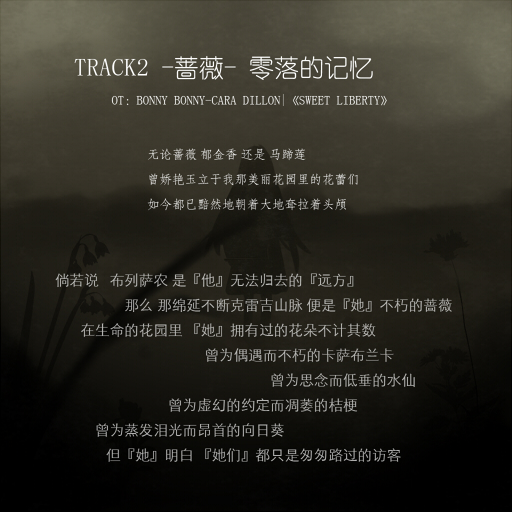 TRACK2 -蔷薇- 零落的记忆
OT: BONNY BONNY-CARA DILLON|《SWEET LIBERTY》
无论蔷薇 郁金香 还是 马蹄莲
曾娇艳玉立于我那美丽花园里的花蕾们
如今都已黯然地朝着大地耷拉着头颅
倘若说 布列萨农 是『他』无法归去的『远方』
那么 那绵延不断克雷吉山脉 便是『她』不朽的蔷薇
在生命的花园里 『她』拥有过的花朵不计其数
曾为偶遇而不朽的卡萨布兰卡
曾为思念而低垂的水仙
曾为虚幻的约定而凋萎的桔梗
曾为蒸发泪光而昂首的向日葵
但『她』明白 『她们』都只是匆匆路过的访客